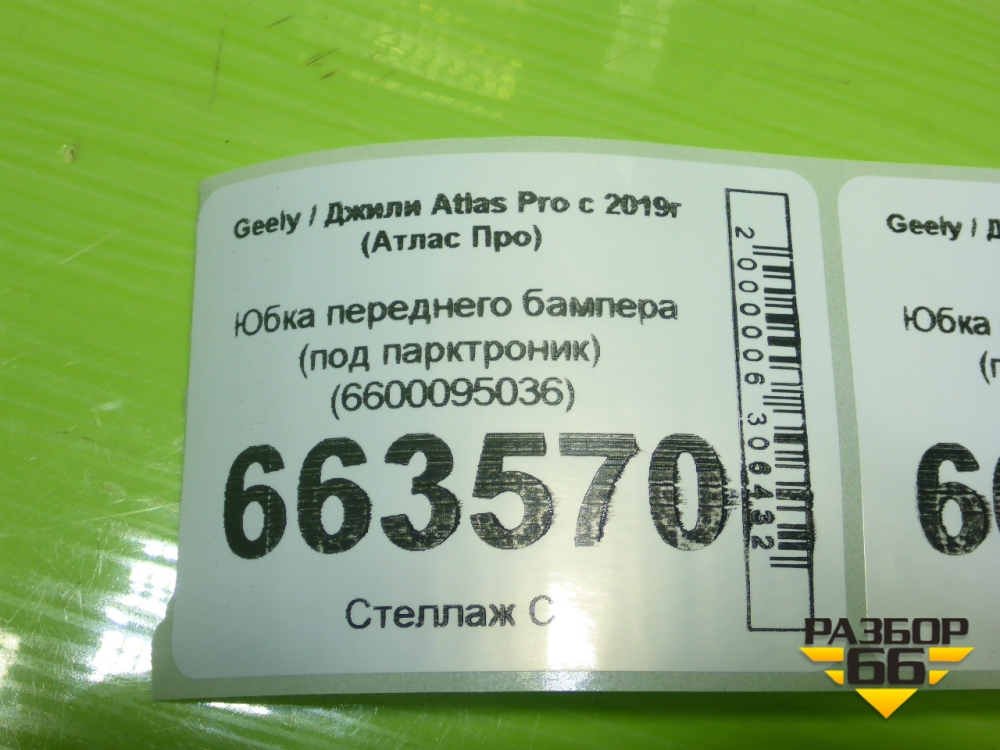 Geely / Джили Atlas Pro с 2019г
(Атлас Про)
Юбка переднего бампера
(под парктроник)
(6600095036)
663570
Стеллаж С
Geely / Д
Юбка
(п
6
РАЗБОР
66